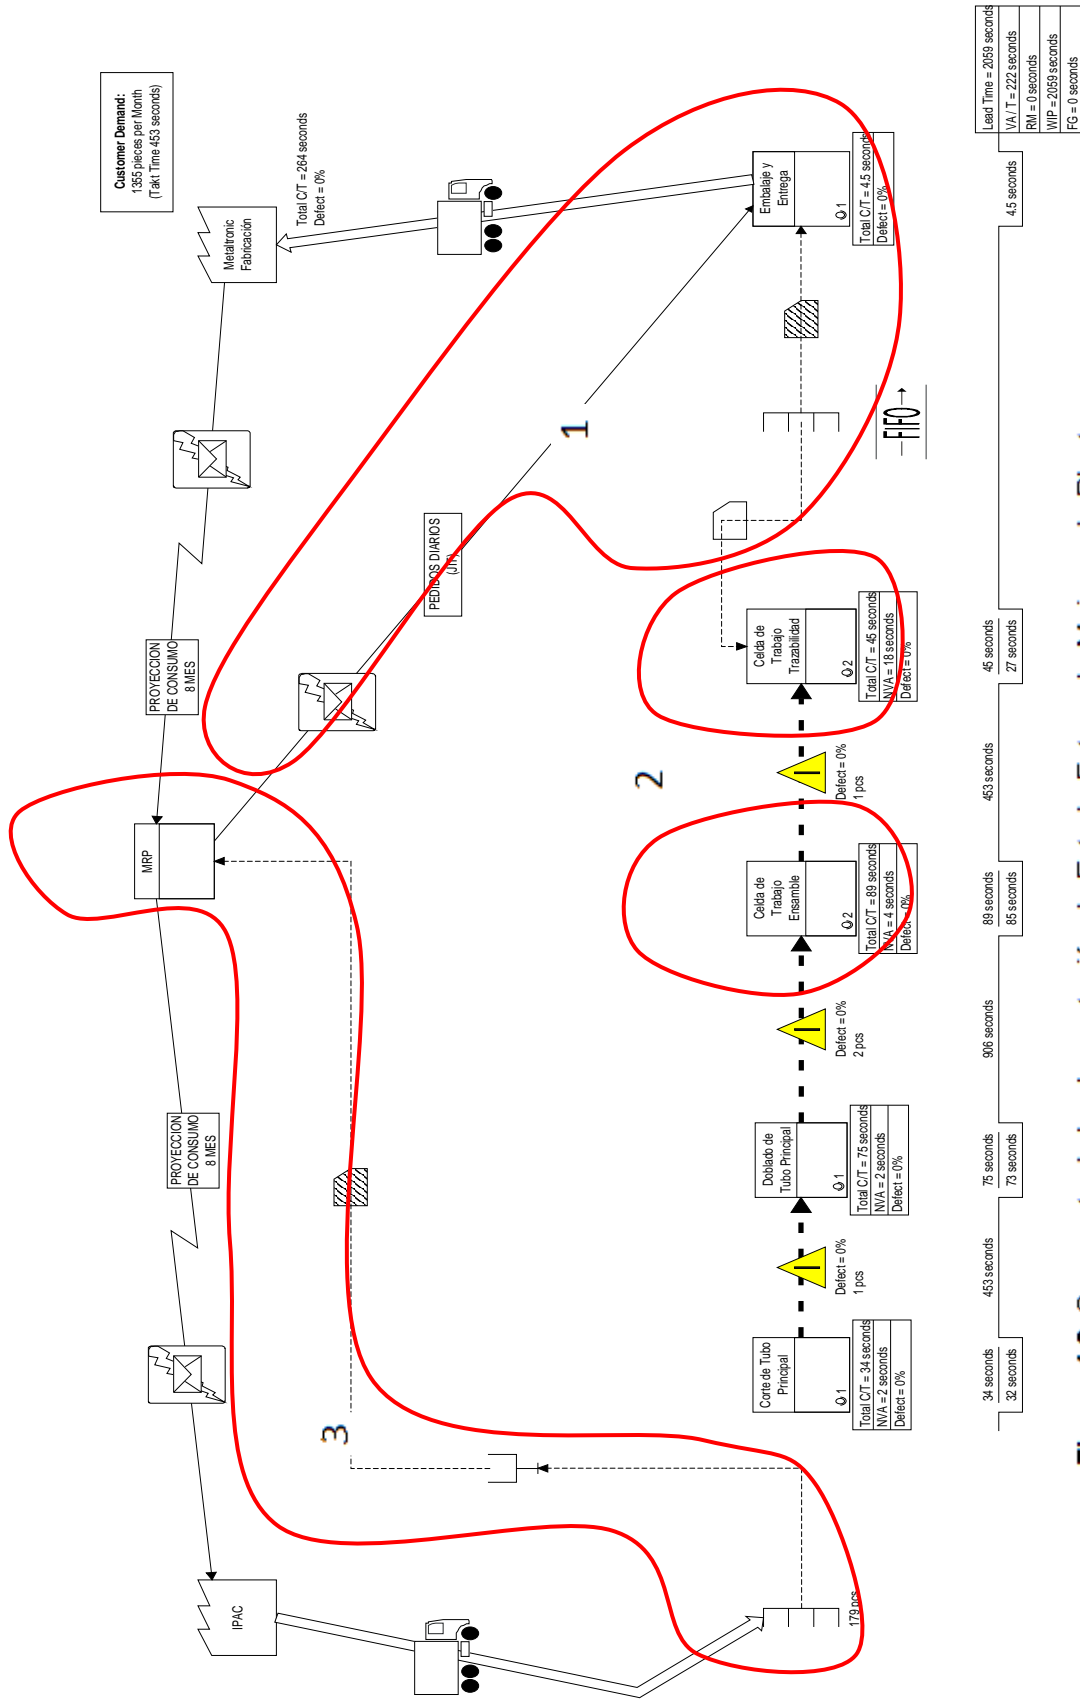 Customer Demand:
1355 pieces per Month
(Takt Time 453 seconds)
IPAC
PROYECCION
DE CONSUMO
8 MES
MRP
PROYECCION
DE CONSUMO
8 MES
Metaltronic
Fabricación
Total C/T = 264 seconds
Defect = 0%
PEDIDOS DIARIOS
(JIT)
3
1
2
179 pcs
Corte de Tubo
Principal
1
Total C/T = 34 seconds
NVA = 2 seconds
Defect = 0%
I
Defect = 0%
1 pcs
Doblado de
Tubo Principal
1
Total C/T = 75 seconds
NVA = 2 seconds
Defect = 0%
I
Defect = 0%
2 pcs
Celda de
Trabajo
Ensamble
2
Total C/T = 89 seconds
NVA = 4 seconds
Defect = 0%
I
Defect = 0%
1 pcs
Celda de
Trabajo
Trazabilidad
2
Total C/T = 45 seconds
NVA = 18 seconds
Defect = 0%
FIFO
Embalaje y
Entrega
1
Total C/T = 4.5 seconds
Defect = 0%
34 seconds
32 seconds
453 seconds
75 seconds
73 seconds
906 seconds
89 seconds
85 seconds
453 seconds
45 seconds
27 seconds
4.5 seconds
Lead Time = 2059 seconds
VA / T = 222 seconds
RM = 0 seconds
WIP = 2059 seconds
FG = 0 seconds